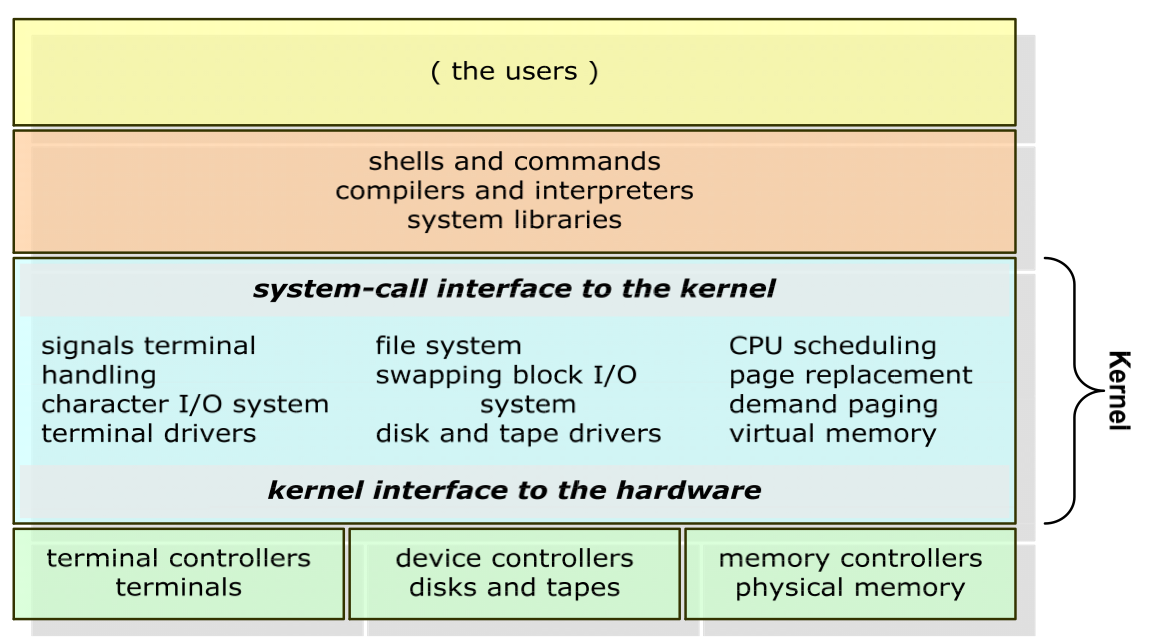 ( the users )
shells and commands
compilers and interpreters
system libraries
system-call interface to the kernel
signals terminal
handling
character I/O system
terminal drivers
file system
swapping block I/O
system
disk and tape drivers
CPU scheduling
page replacement
demand paging
virtual memory
kernel interface to the hardware
Kernel
terminal controllers
terminals
device controllers
disks and tapes
memory controllers
physical memory